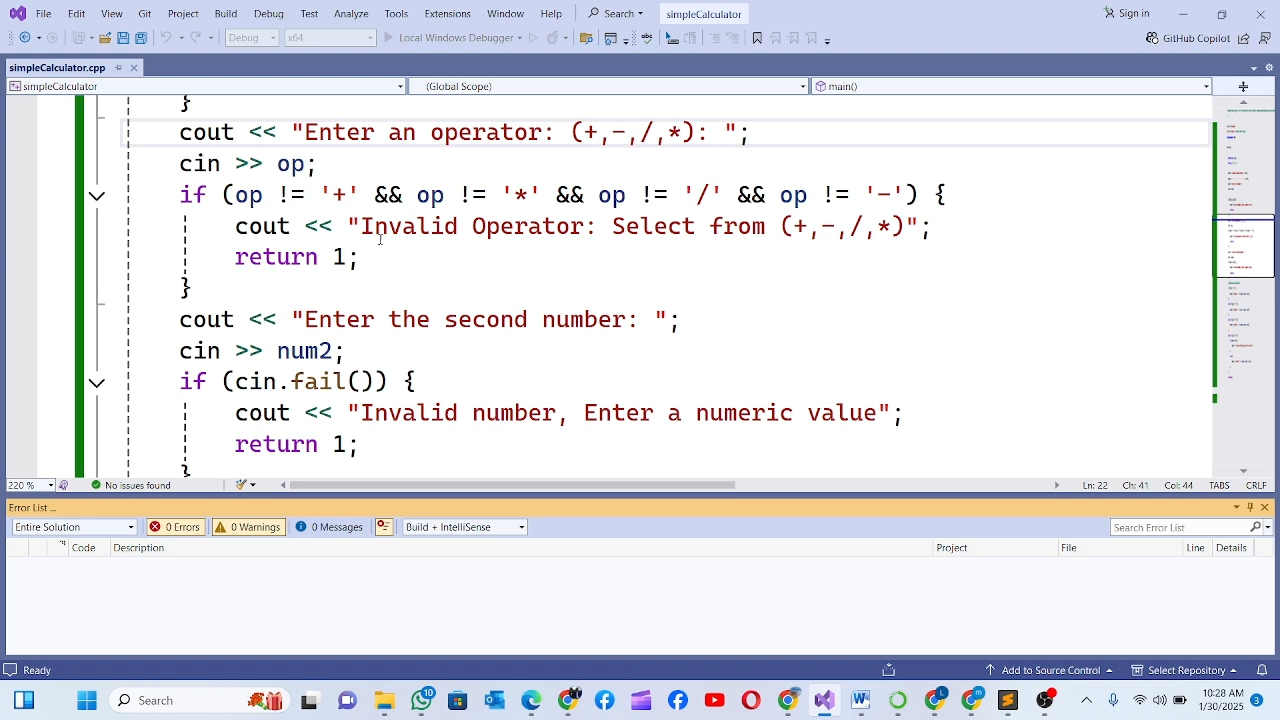 File Edit View Git Project Build Debug Test Analyze Tools Extensions Window Help Search simpleCalculator Sign in
Debug x64 Local Windows Debugger GitHub Copilot
simpleCalculator.cpp
simpleCalculator (Global Scope) main()
}
cout << "Enter an operator: (+,-,/,*): ";
cin >> op;
if (op != '+' && op != '*' && op != '/' && op != '-') {
cout << "Invalid Operator: Select from (+,-,/,*)";
return 1;
}
cout << "Enter the second number: ";
cin >> num2;
if (cin.fail()) {
cout << "Invalid number, Enter a numeric value";
return 1;
}
220 % No issues found Ln: 22 Ch: 41 Col: 44 TABS CRLF
Error List ...
Entire Solution 0 Errors 0 Warnings 0 Messages Build + IntelliSense Search Error List
Code Description Project File Line Details
Ready Add to Source Control Select Repository
Search 10 10:28 AM
1/30/2025 3